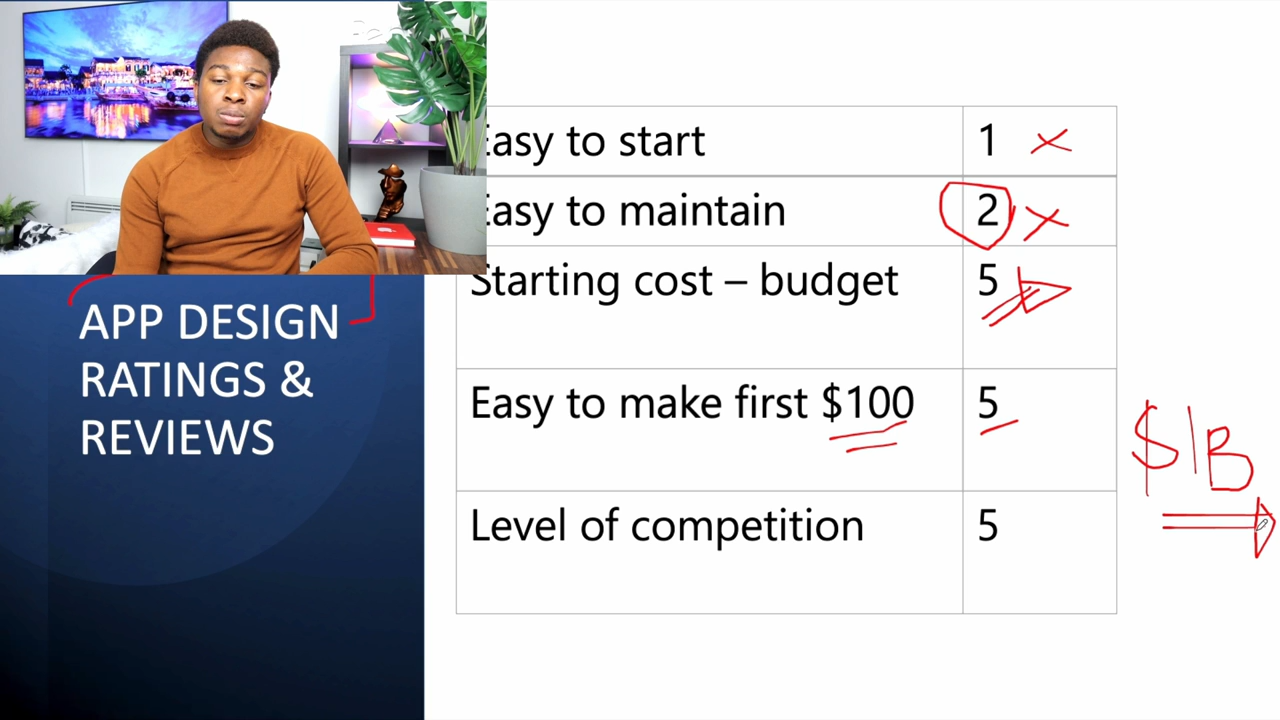 APP DESIGN
RATINGS &
REVIEWS
Easy to start 1
Easy to maintain 2
Starting cost – budget 5
Easy to make first $100 5
Level of competition 5
$1B